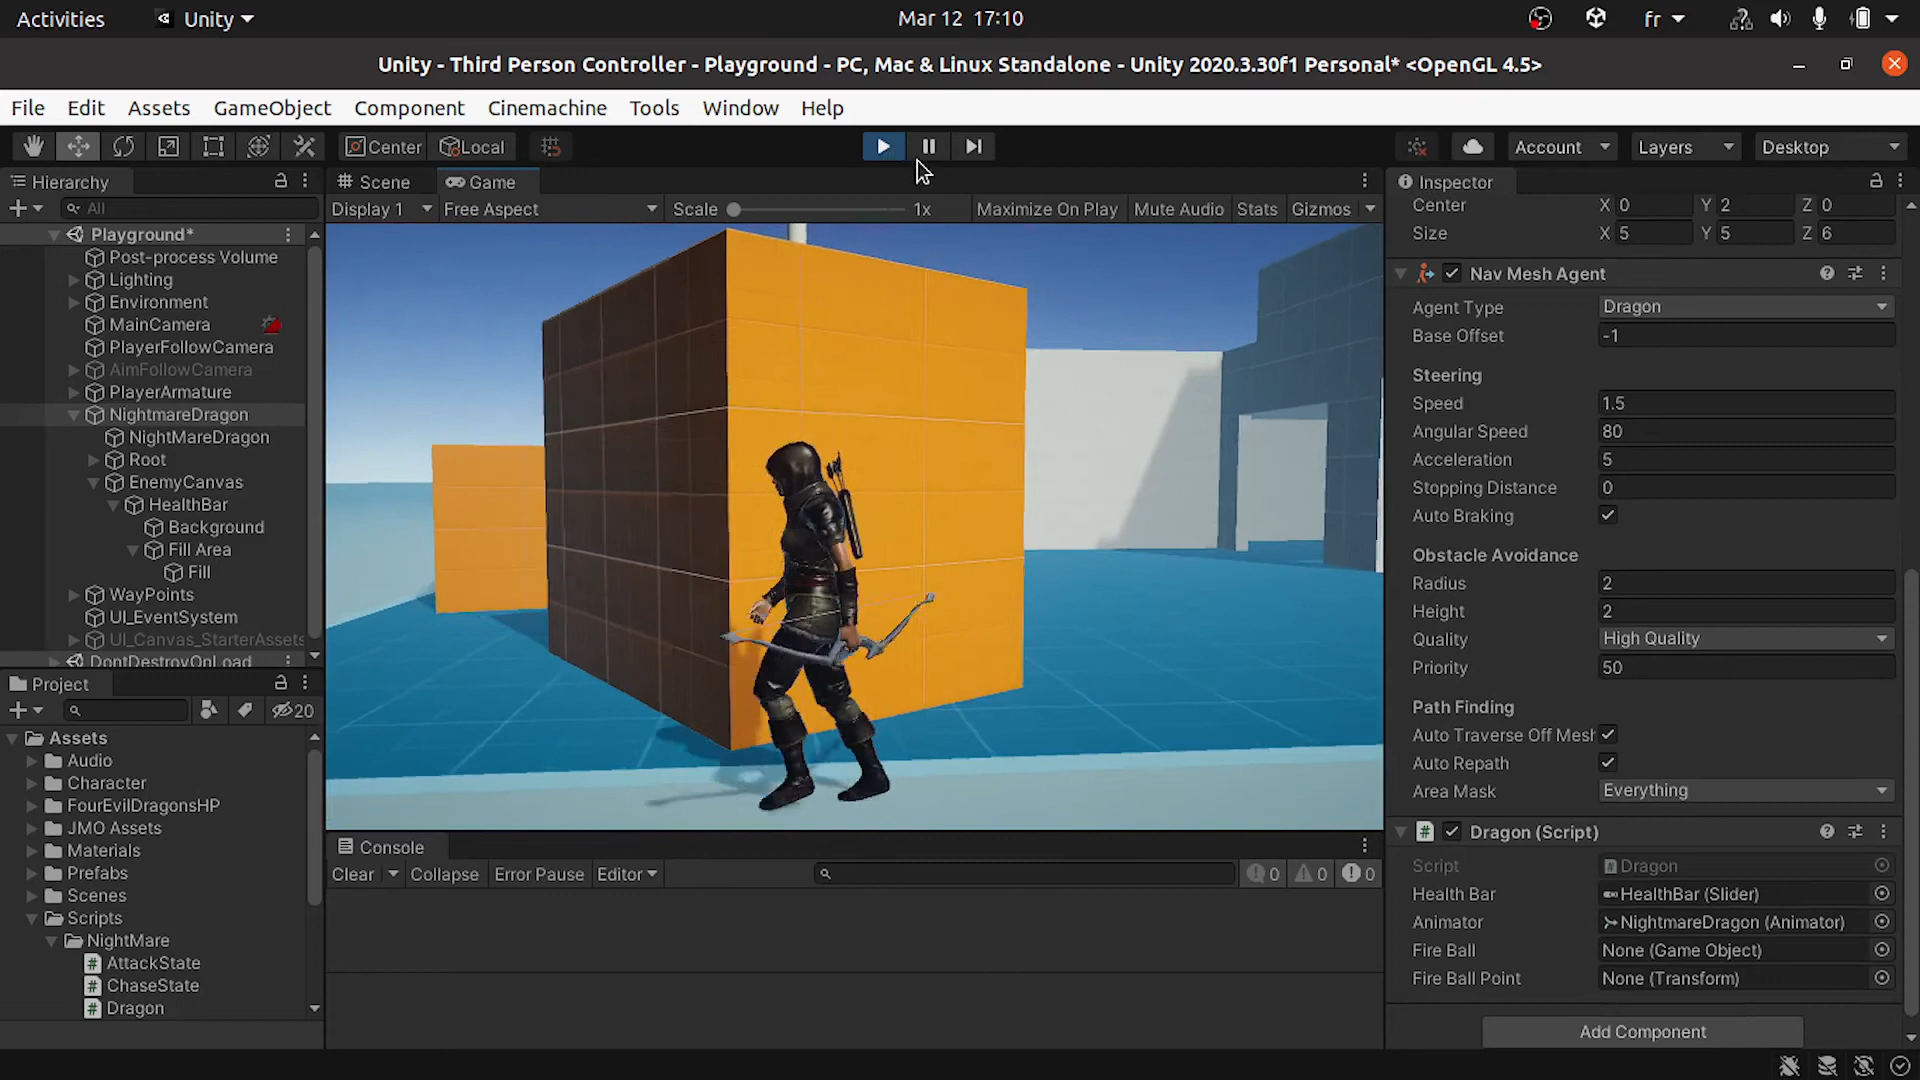 Activities
Unity
Mar 12 17:10
fr
Unity - Third Person Controller - Playground - PC, Mac & Linux Standalone - Unity 2020.3.30f1 Personal* <OpenGL 4.5>
File Edit Assets GameObject Component Cinemachine Tools Window Help
Center Local
Account Layers Desktop
Hierarchy
All
Playground*
Post-process Volume
Lighting
Environment
MainCamera
PlayerFollowCamera
AimFollowCamera
PlayerArmature
NightmareDragon
NightMareDragon
Root
EnemyCanvas
HealthBar
Background
Fill Area
Fill
WayPoints
UI_EventSystem
UI_Canvas_StarterAssets
DontDestroyOnLoad
Project
20
Assets
Audio
Character
FourEvilDragonsHP
JMO Assets
Materials
Prefabs
Scenes
Scripts
NightMare
AttackState
ChaseState
Dragon
Scene Game
Display 1 Free Aspect Scale 1x Maximize On Play Mute Audio Stats Gizmos
Console
Clear Collapse Error Pause Editor 0 0 0
Inspector
Center X 0 Y 2 Z 0
Size X 5 Y 5 Z 6
Nav Mesh Agent
Agent Type Dragon
Base Offset -1
Steering
Speed 1.5
Angular Speed 80
Acceleration 5
Stopping Distance 0
Auto Braking
Obstacle Avoidance
Radius 2
Height 2
Quality High Quality
Priority 50
Path Finding
Auto Traverse Off Mesh
Auto Repath
Area Mask Everything
# Dragon (Script)
Script Dragon
Health Bar HealthBar (Slider)
Animator NightmareDragon (Animator)
Fire Ball None (Game Object)
Fire Ball Point None (Transform)
Add Component